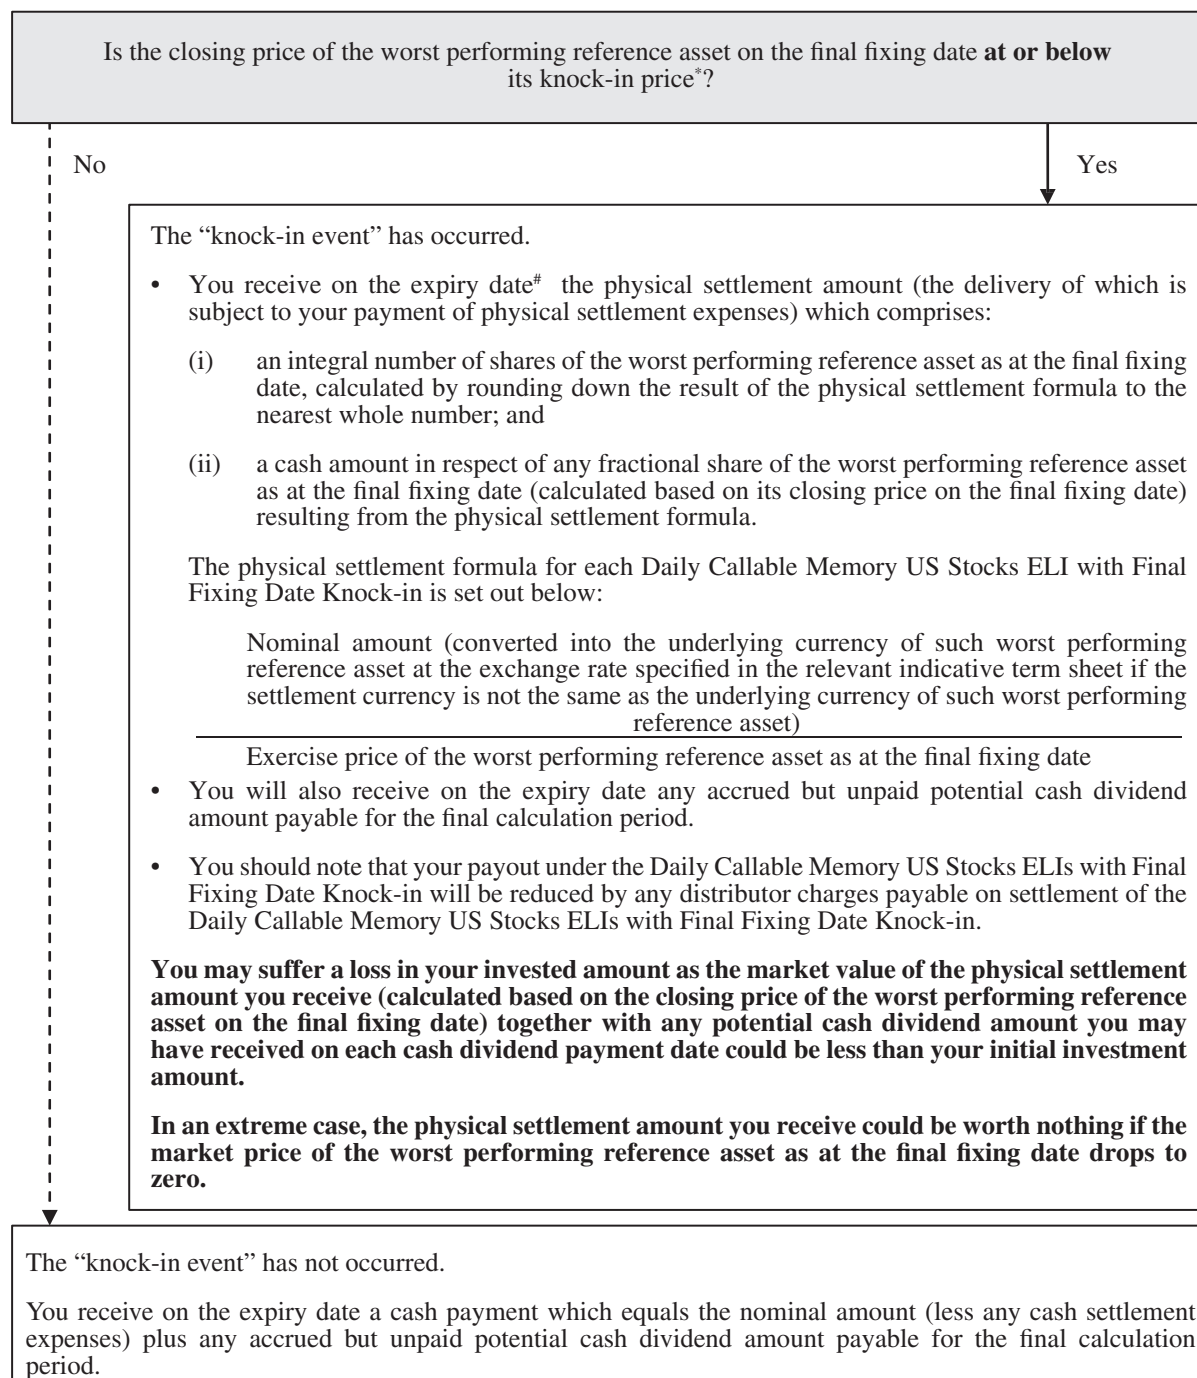 Is the closing price of the worst performing reference asset on the final fixing date at or below
its knock-in price*?
No
Yes
The “knock-in event” has occurred.
• You receive on the expiry date# the physical settlement amount (the delivery of which is
subject to your payment of physical settlement expenses) which comprises:
(i) an integral number of shares of the worst performing reference asset as at the final fixing
date, calculated by rounding down the result of the physical settlement formula to the
nearest whole number; and
(ii) a cash amount in respect of any fractional share of the worst performing reference asset
as at the final fixing date (calculated based on its closing price on the final fixing date)
resulting from the physical settlement formula.
The physical settlement formula for each Daily Callable Memory US Stocks ELI with Final
Fixing Date Knock-in is set out below:
Nominal amount (converted into the underlying currency of such worst performing
reference asset at the exchange rate specified in the relevant indicative term sheet if the
settlement currency is not the same as the underlying currency of such worst performing
reference asset)
Exercise price of the worst performing reference asset as at the final fixing date
• You will also receive on the expiry date any accrued but unpaid potential cash dividend
amount payable for the final calculation period.
• You should note that your payout under the Daily Callable Memory US Stocks ELIs with Final
Fixing Date Knock-in will be reduced by any distributor charges payable on settlement of the
Daily Callable Memory US Stocks ELIs with Final Fixing Date Knock-in.
You may suffer a loss in your invested amount as the market value of the physical settlement
amount you receive (calculated based on the closing price of the worst performing reference
asset on the final fixing date) together with any potential cash dividend amount you may
have received on each cash dividend payment date could be less than your initial investment
amount.
In an extreme case, the physical settlement amount you receive could be worth nothing if the
market price of the worst performing reference asset as at the final fixing date drops to
zero.
The “knock-in event” has not occurred.
You receive on the expiry date a cash payment which equals the nominal amount (less any cash settlement
expenses) plus any accrued but unpaid potential cash dividend amount payable for the final calculation
period.